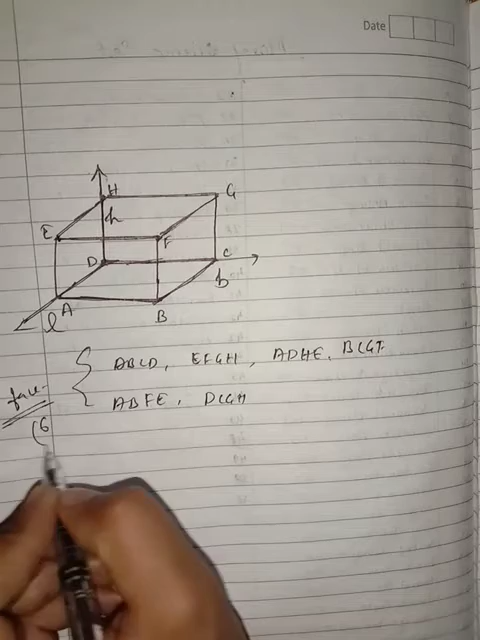 Date
H
G
h
E
F
D
C
b
A
l
B
face
ABCD, EFGH, ADHE, BCGF
ABFE, DCGH
(6